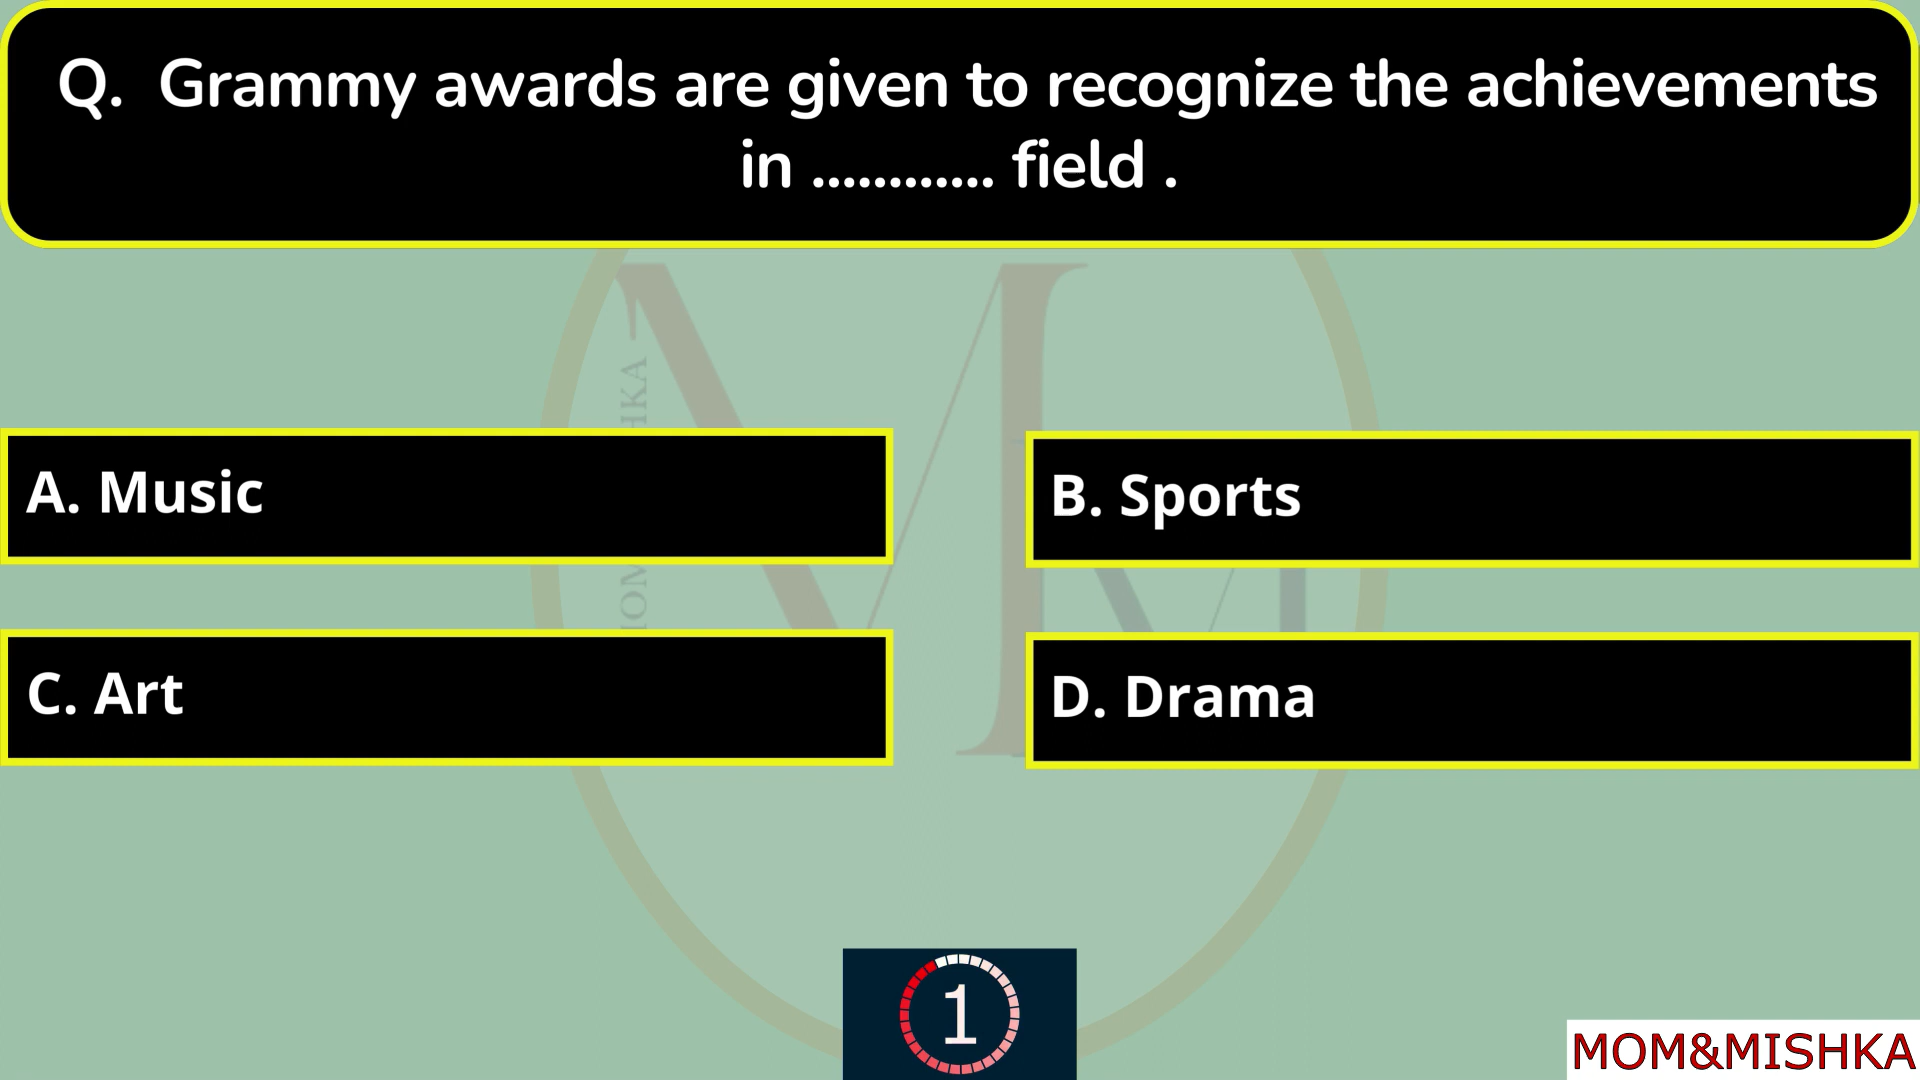 Q. Grammy awards are given to recognize the achievements
in ............ field .
A. Music
B. Sports
C. Art
D. Drama
1
MOM&MISHKA